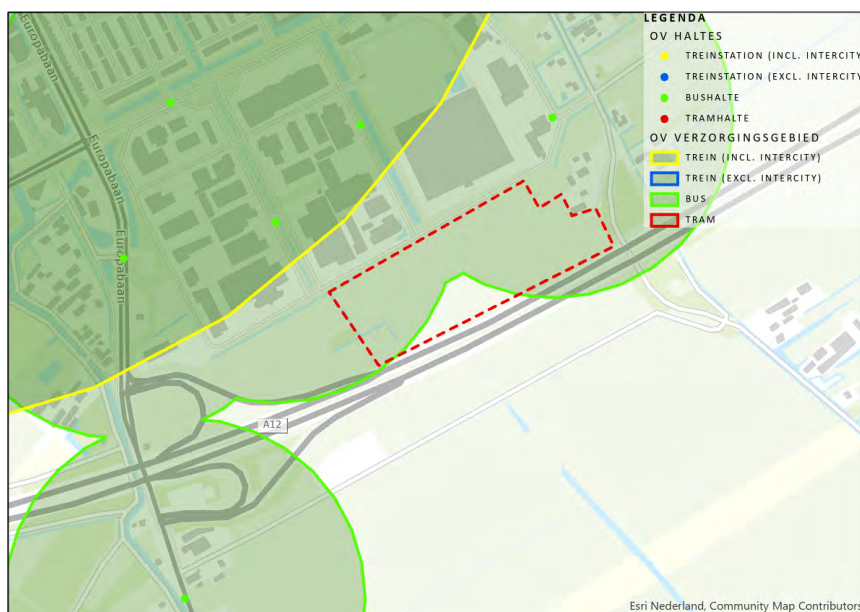 LEGENDA
OV HALTES
TREINSTATION (INCL. INTERCITY
TREINSTATION (EXCL. INTERCITY
BUSHALTE
TRAMHALTE
OV VERZORGINGSGEBIED
TREIN (INCL. INTERCITY)
TREIN (EXCL. INTERCITY)
BUS
TRAM
Europabaan
Europabaan
Europabaan
A12
Esri Nederland, Community Map Contributors